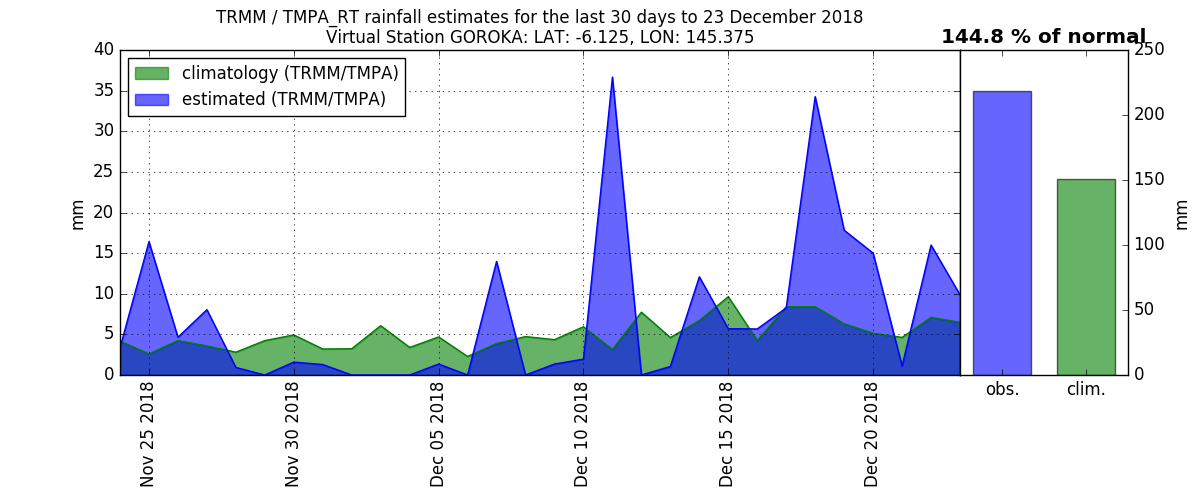 TRMM / TMPA_RT rainfall estimates for the last 30 days to 23 December 2018
Virtual Station GOROKA: LAT: -6.125, LON: 145.375
144.8 % of normal
climatology (TRMM/TMPA)
estimated (TRMM/TMPA)
mm
40
35
30
25
20
15
10
5
0
Nov 25 2018
Nov 30 2018
Dec 05 2018
Dec 10 2018
Dec 15 2018
Dec 20 2018
250
200
150
100
50
0
mm
obs.
clim.